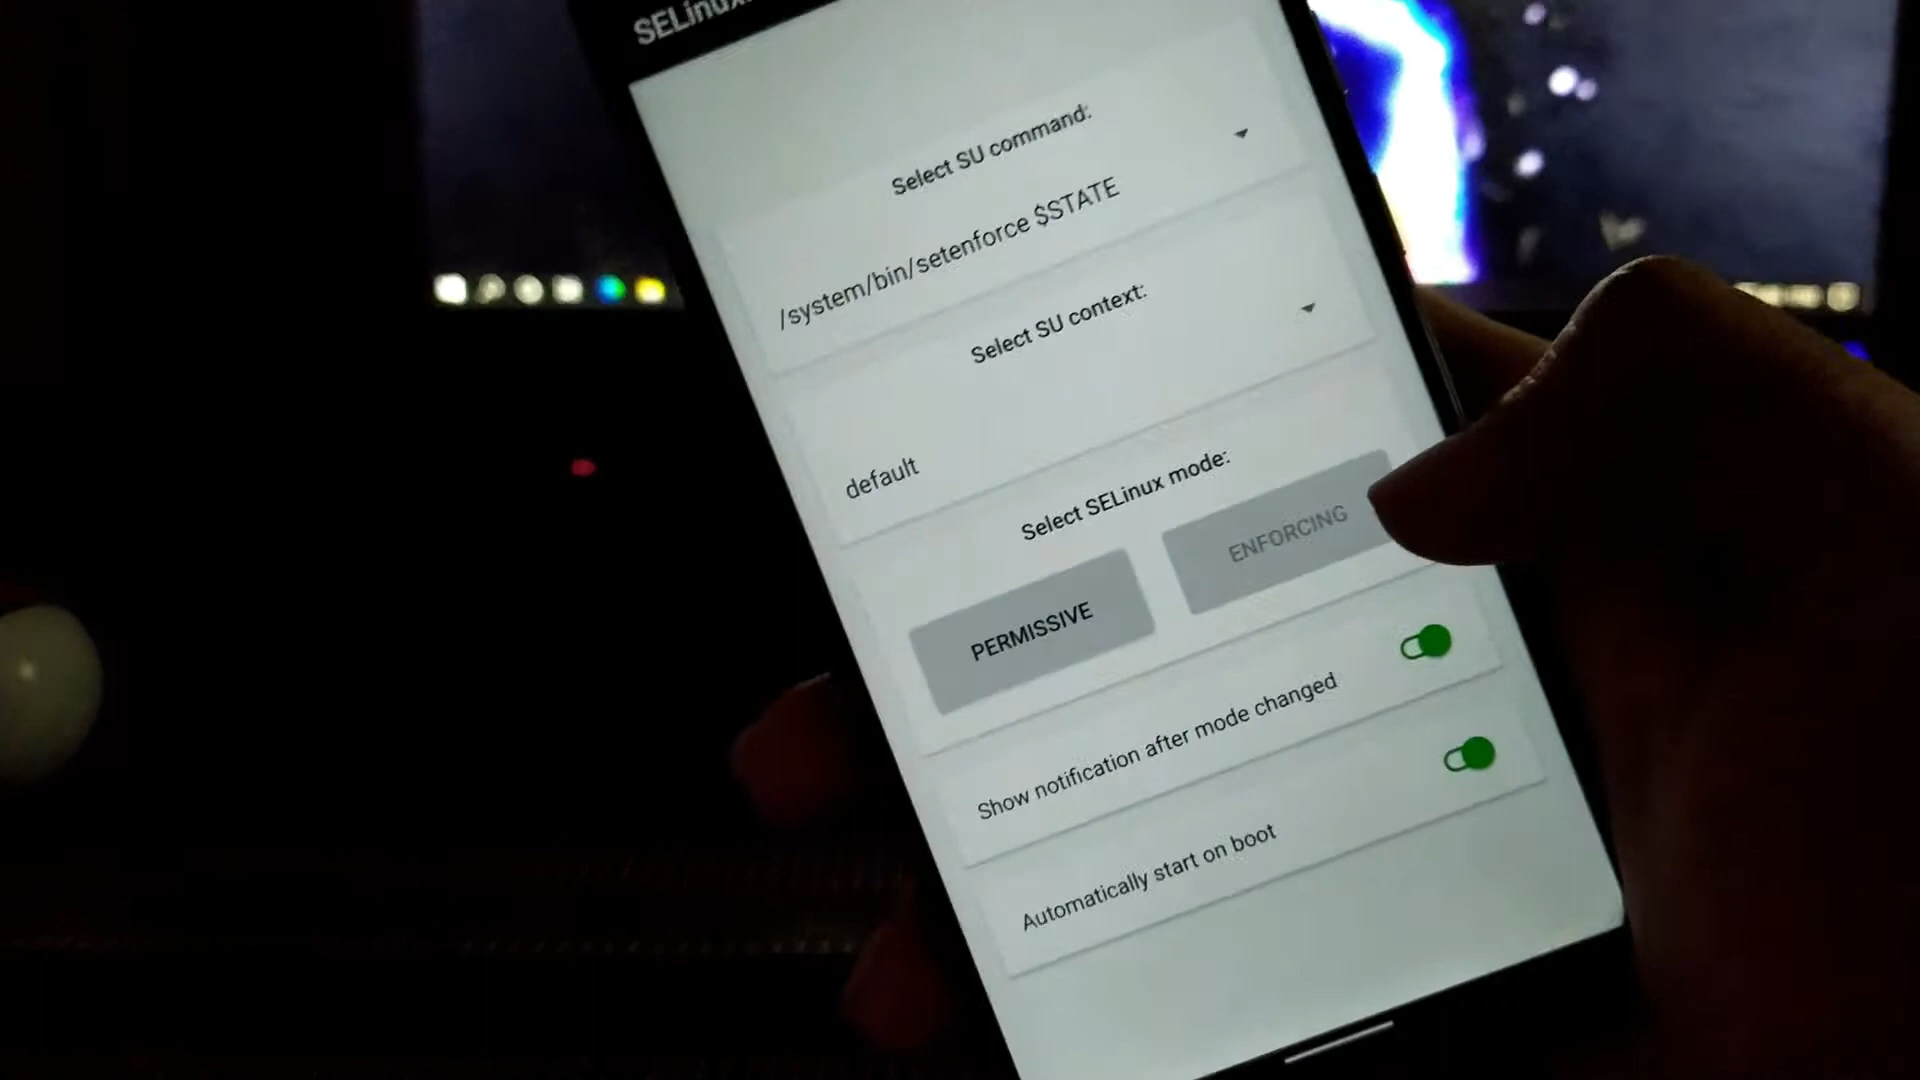 Select SU command:
/system/bin/setenforce $STATE
Select SU context:
default
Select SELinux mode:
PERMISSIVE
ENFORCING
Show notification after mode changed
Automatically start on boot